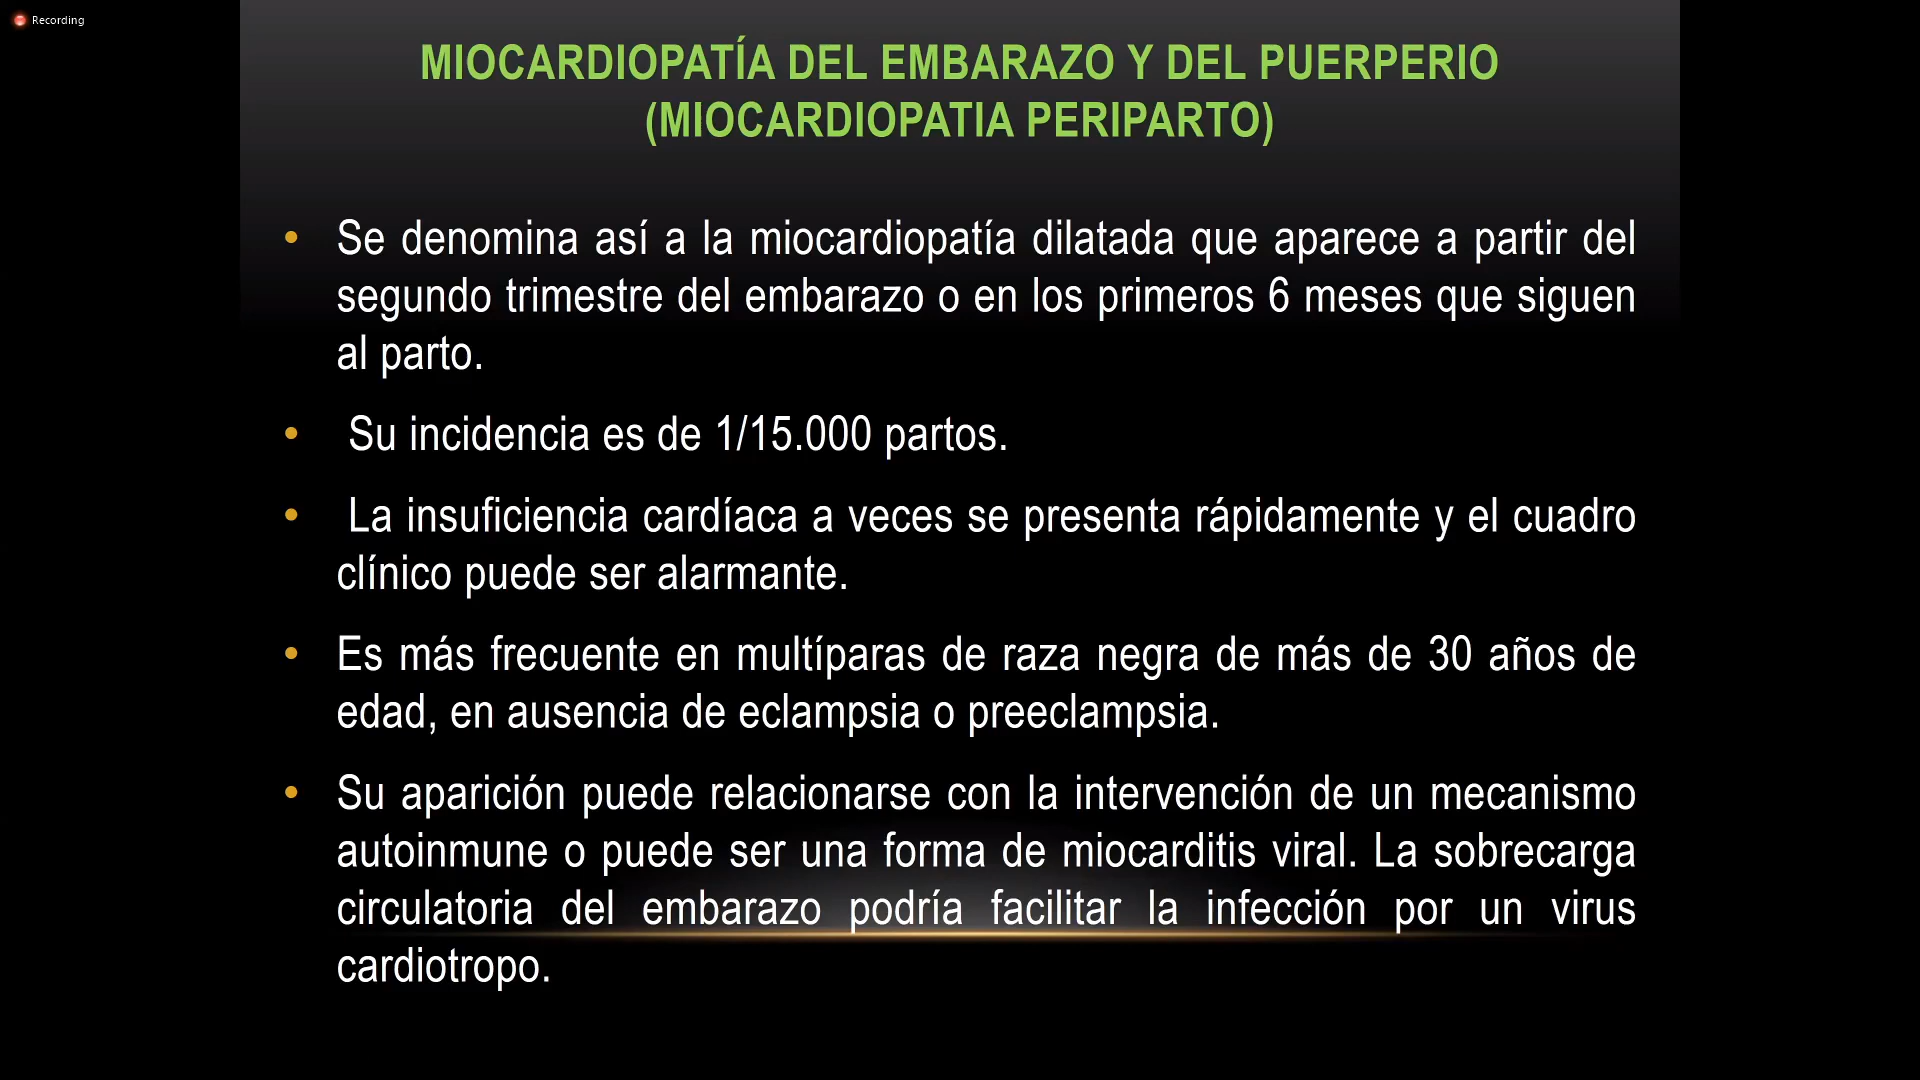 Recording
MIOCARDIOPATÍA DEL EMBARAZO Y DEL PUERPERIO
(MIOCARDIOPATIA PERIPARTO)
• Se denomina así a la miocardiopatía dilatada que aparece a partir del
segundo trimestre del embarazo o en los primeros 6 meses que siguen
al parto.
• Su incidencia es de 1/15.000 partos.
• La insuficiencia cardíaca a veces se presenta rápidamente y el cuadro
clínico puede ser alarmante.
• Es más frecuente en multíparas de raza negra de más de 30 años de
edad, en ausencia de eclampsia o preeclampsia.
• Su aparición puede relacionarse con la intervención de un mecanismo
autoinmune o puede ser una forma de miocarditis viral. La sobrecarga
circulatoria del embarazo podría facilitar la infección por un virus
cardiotropo.